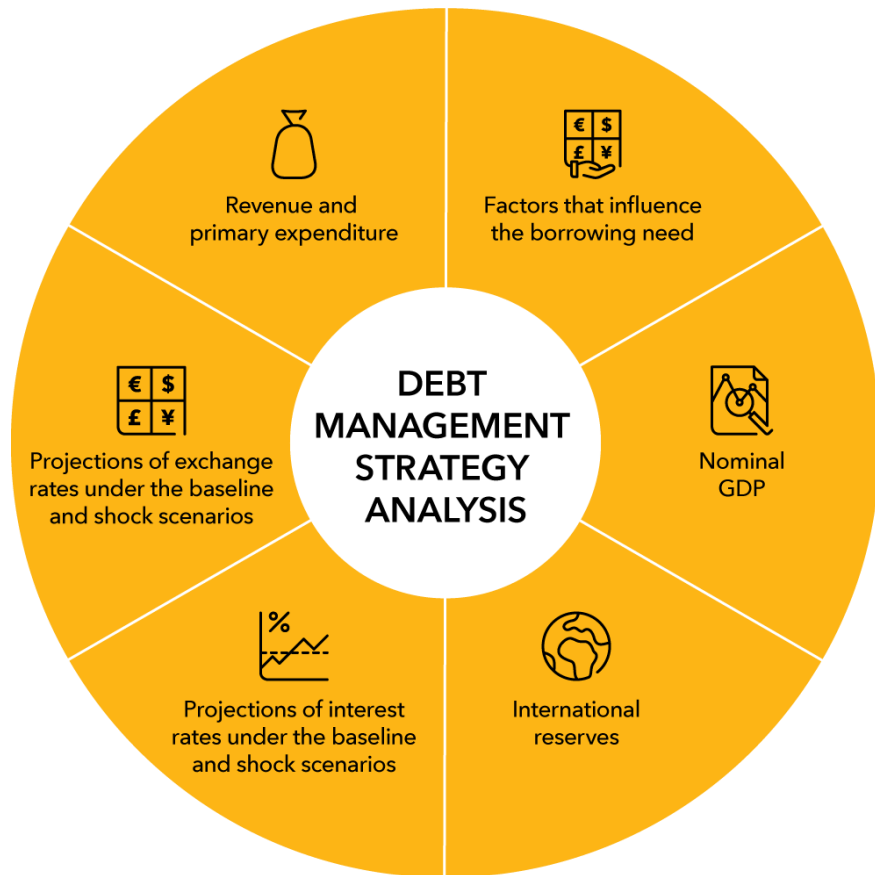 € $
£ ¥
Revenue and
primary expenditure
Factors that influence
the borrowing need
€ $
£ ¥
Projections of exchange
rates under the baseline
and shock scenarios
DEBT
MANAGEMENT
STRATEGY
ANALYSIS
Nominal
GDP
%
Projections of interest
rates under the baseline
and shock scenarios
International
reserves